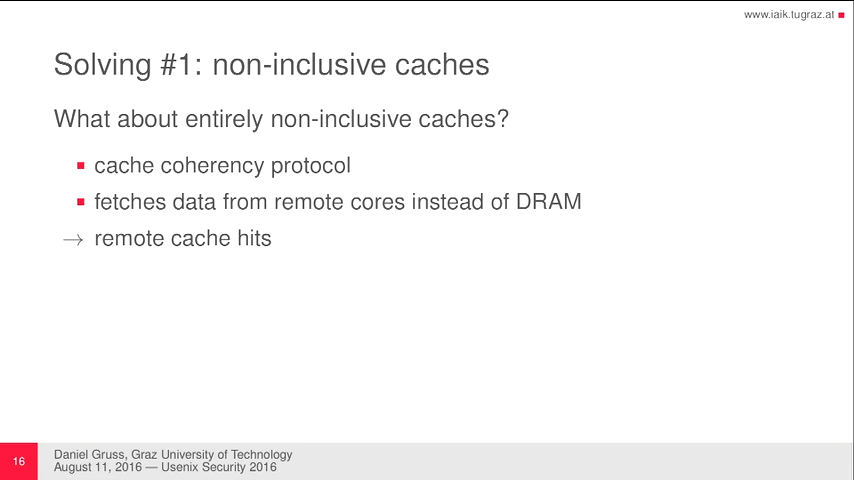 www.iaik.tugraz.at
Solving #1: non-inclusive caches
What about entirely non-inclusive caches?
cache coherency protocol
fetches data from remote cores instead of DRAM
→ remote cache hits
16
Daniel Gruss, Graz University of Technology
August 11, 2016 — Usenix Security 2016